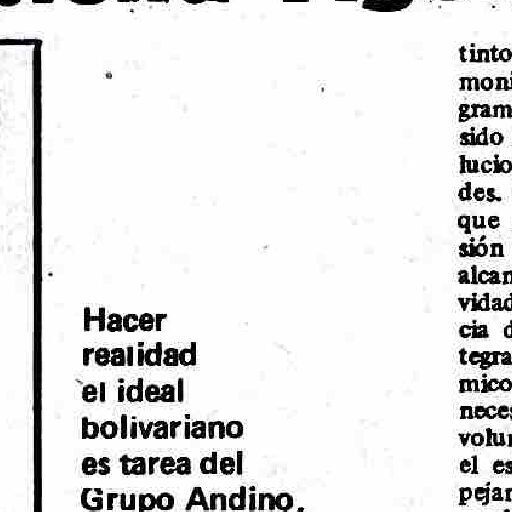 Hacer
realidad
el ideal
bolivariano
es tarea del
Grupo Andino,
tinto
moni
gram
sido
lucio
des.
que
sión
alcan
vidad
cia d
tegra
mico
neces
volu
el es
pejar